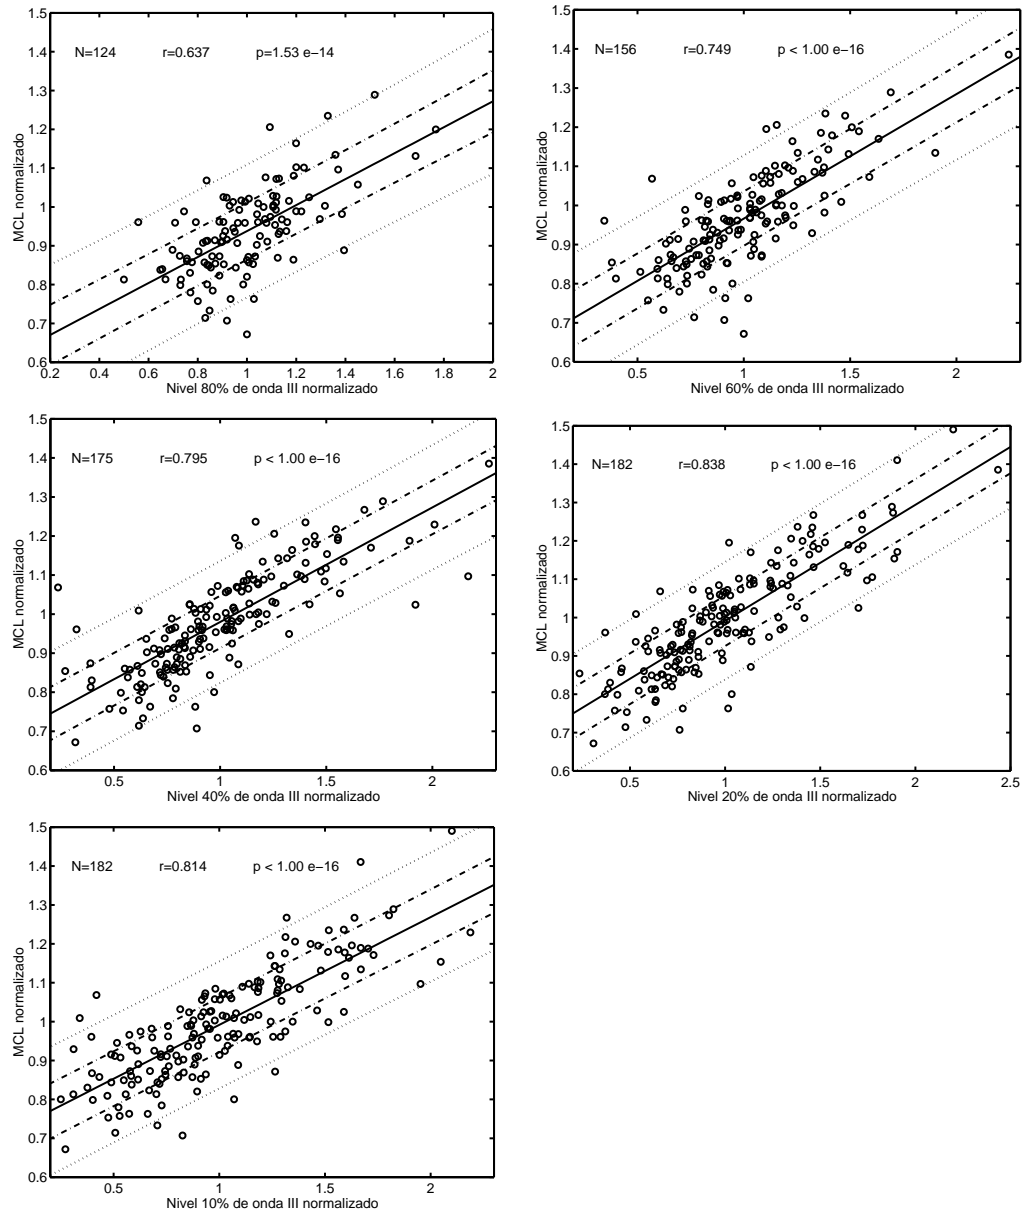 1.5
1.4
1.3
1.2
1.1
1
0.9
0.8
0.7
0.6
MCL normalizado
N=124 r=0.637 p=1.53 e−14
0.2 0.4 0.6 0.8 1 1.2 1.4 1.6 1.8 2
Nivel 80% de onda III normalizado
1.5
1.4
1.3
1.2
1.1
1
0.9
0.8
0.7
0.6
MCL normalizado
N=156 r=0.749 p < 1.00 e−16
0.5 1 1.5 2
Nivel 60% de onda III normalizado
1.5
1.4
1.3
1.2
1.1
1
0.9
0.8
0.7
0.6
MCL normalizado
N=175 r=0.795 p < 1.00 e−16
0.5 1 1.5 2
Nivel 40% de onda III normalizado
1.5
1.4
1.3
1.2
1.1
1
0.9
0.8
0.7
0.6
MCL normalizado
N=182 r=0.838 p < 1.00 e−16
0.5 1 1.5 2 2.5
Nivel 20% de onda III normalizado
1.5
1.4
1.3
1.2
1.1
1
0.9
0.8
0.7
0.6
MCL normalizado
N=182 r=0.814 p < 1.00 e−16
0.5 1 1.5 2
Nivel 10% de onda III normalizado